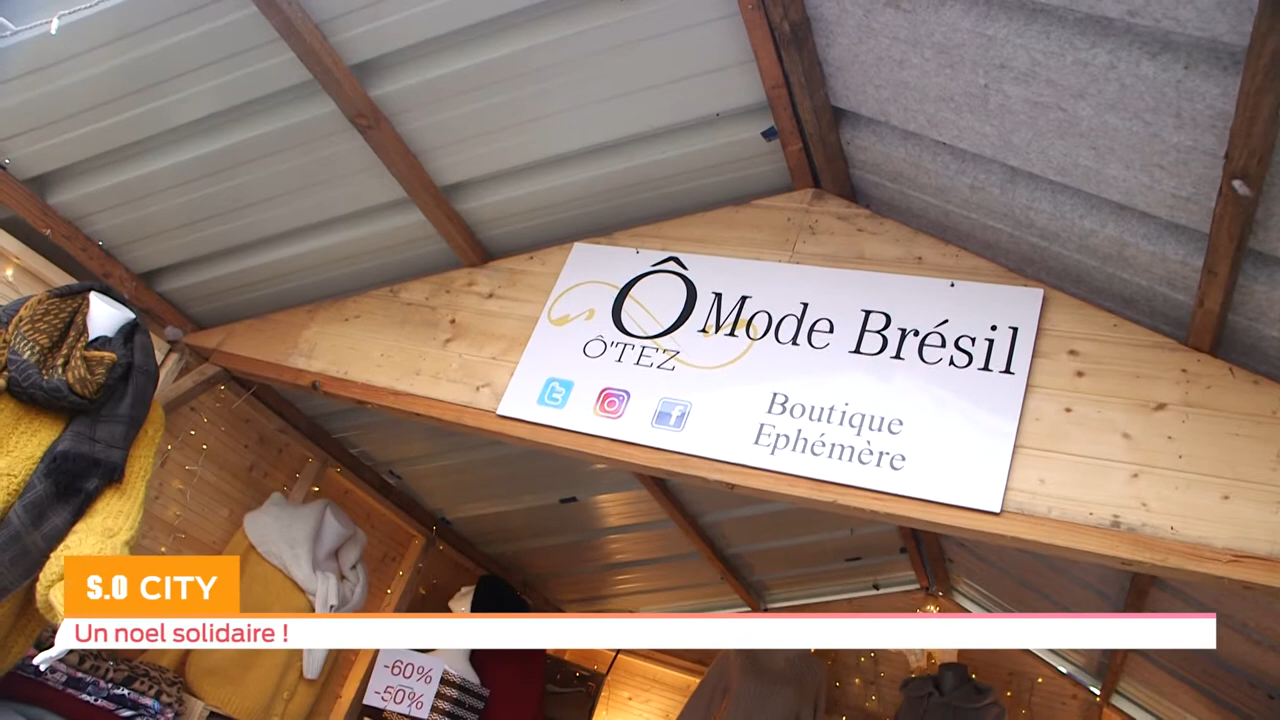 Ô Mode Brésil
Ô'TEZ
Boutique
Ephémère
S.O CITY
Un noel solidaire !
-60%
-50%